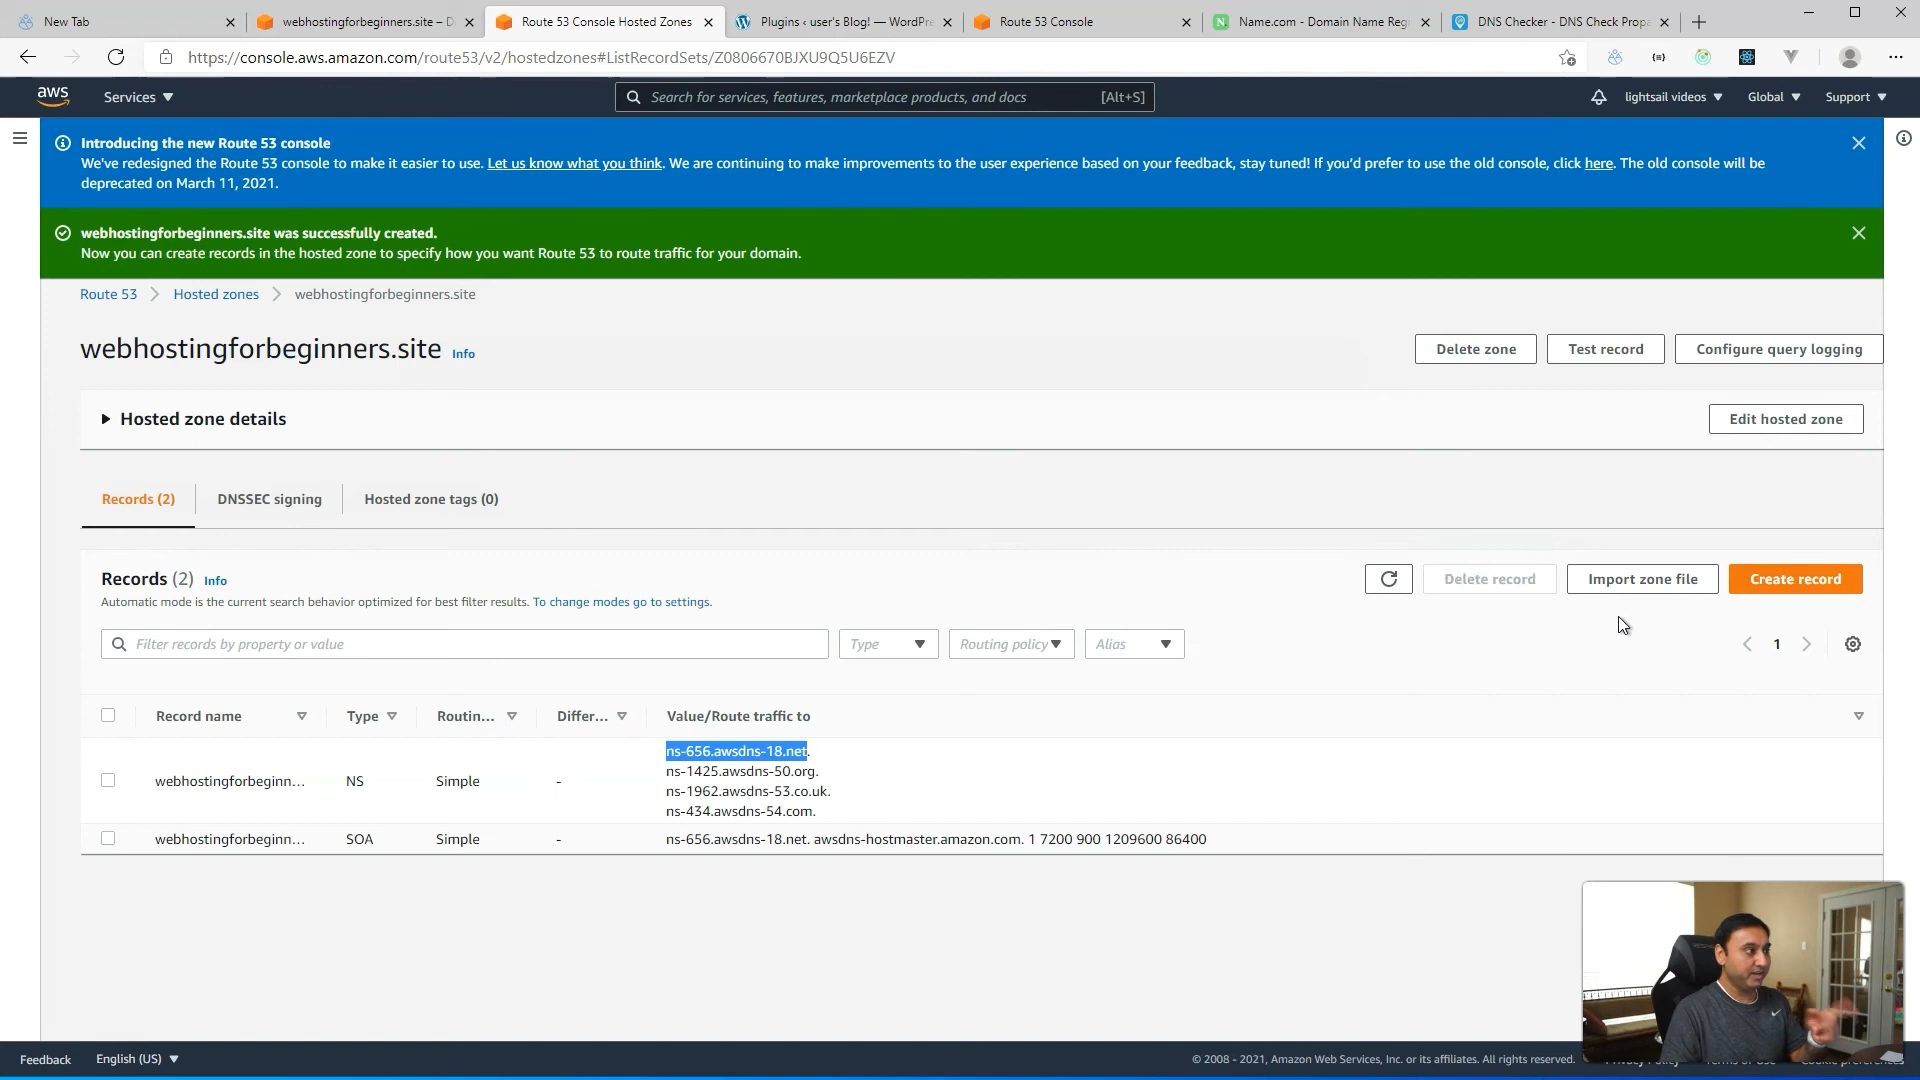 New Tab
webhostingforbeginners.site – D
Route 53 Console Hosted Zones
Plugins ‹ user's Blog! — WordPre
Route 53 Console
Name.com - Domain Name Reg
DNS Checker - DNS Check Propa
https://console.aws.amazon.com/route53/v2/hostedzones#ListRecordSets/Z0806670BJXU9Q5U6EZV
aws
Services
Search for services, features, marketplace products, and docs
[Alt+S]
lightsail videos
Global
Support
Introducing the new Route 53 console
We've redesigned the Route 53 console to make it easier to use. Let us know what you think. We are continuing to make improvements to the user experience based on your feedback, stay tuned! If you'd prefer to use the old console, click here. The old console will be
deprecated on March 11, 2021.
webhostingforbeginners.site was successfully created.
Now you can create records in the hosted zone to specify how you want Route 53 to route traffic for your domain.
Route 53
Hosted zones
webhostingforbeginners.site
webhostingforbeginners.site Info
Delete zone
Test record
Configure query logging
Hosted zone details
Edit hosted zone
Records (2)
DNSSEC signing
Hosted zone tags (0)
Records (2) Info
Automatic mode is the current search behavior optimized for best filter results. To change modes go to settings.
Delete record
Import zone file
Create record
Filter records by property or value
Type
Routing policy
Alias
1
Record name
Type
Routin...
Differ...
Value/Route traffic to
webhostingforbeginn...
NS
Simple
-
ns-656.awsdns-18.net.
ns-1425.awsdns-50.org.
ns-1962.awsdns-53.co.uk.
ns-434.awsdns-54.com.
webhostingforbeginn...
SOA
Simple
-
ns-656.awsdns-18.net. awsdns-hostmaster.amazon.com. 1 7200 900 1209600 86400
Feedback
English (US)
© 2008 - 2021, Amazon Web Services, Inc. or its affiliates. All rights reserved.